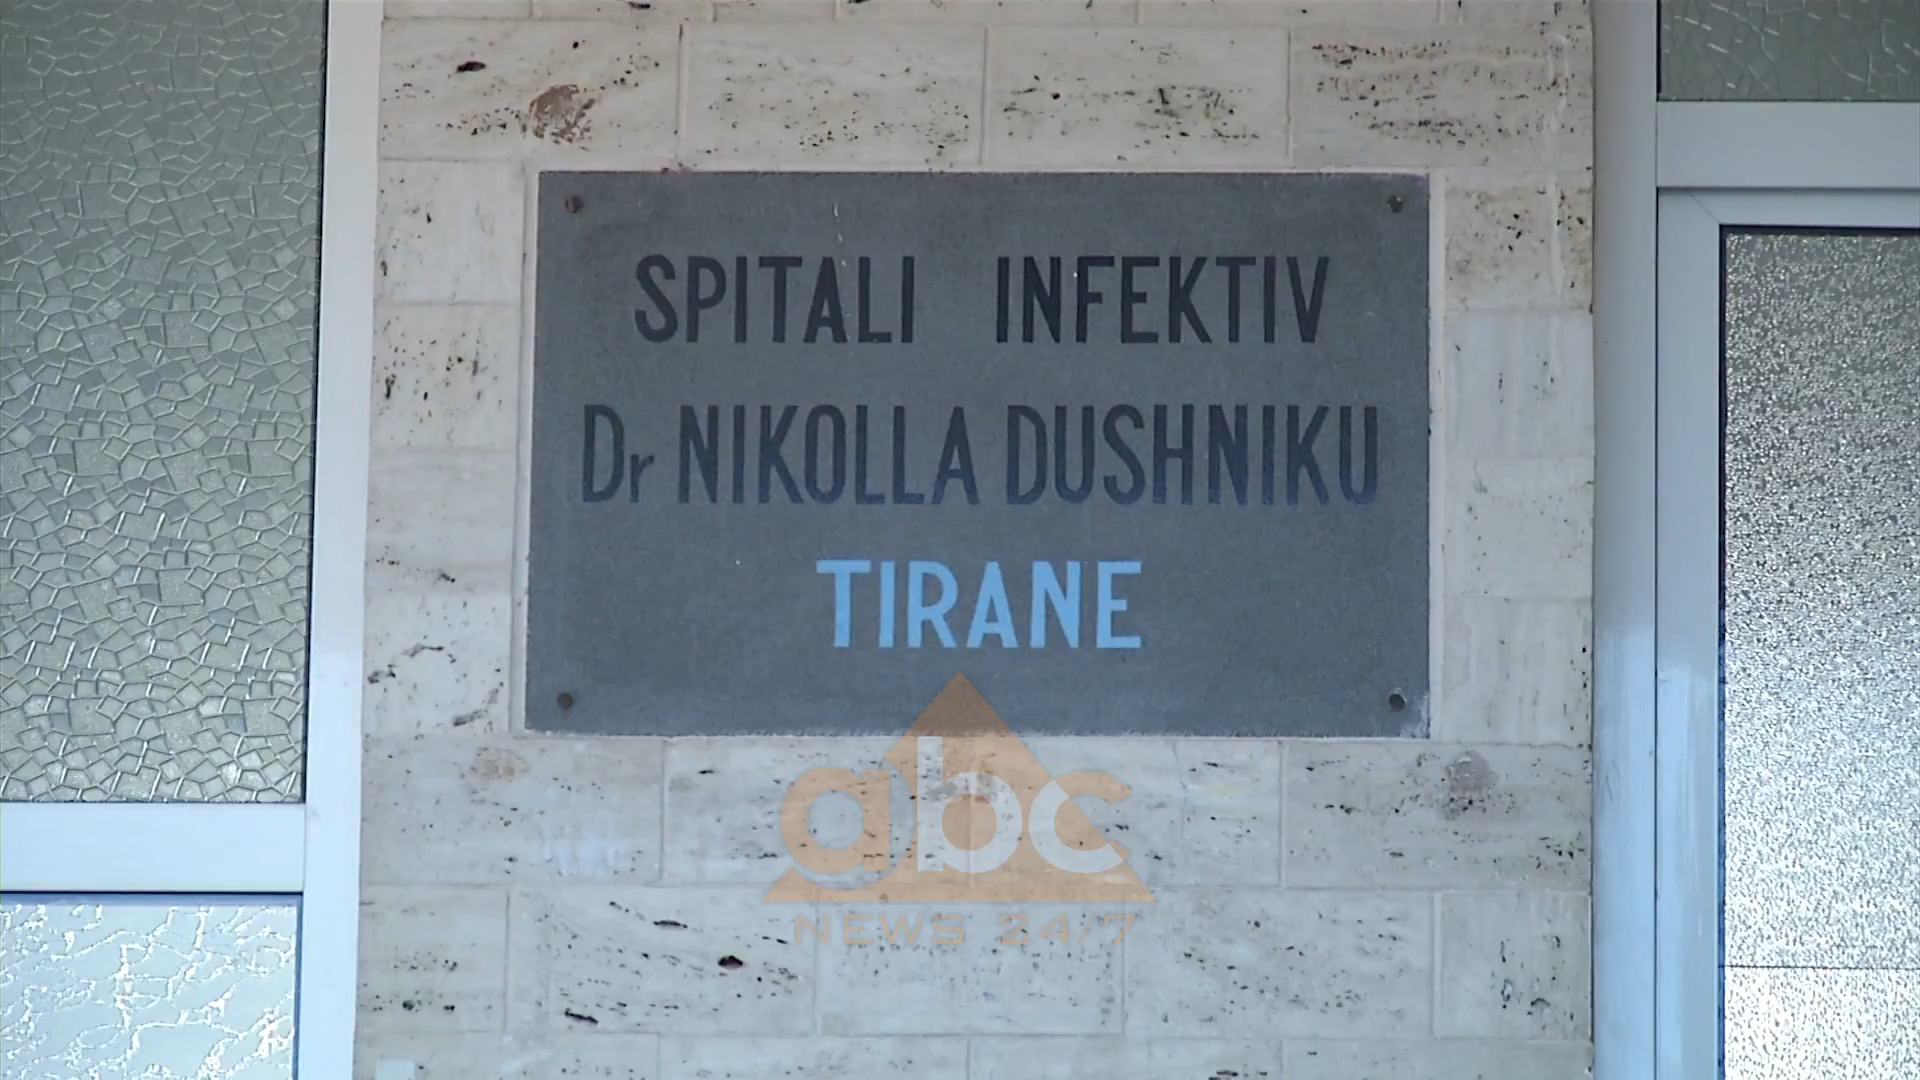 SPITALI INFEKTIV
Dr NIKOLLA DUSHNIKU
TIRANE
abc
NEWS 24/7